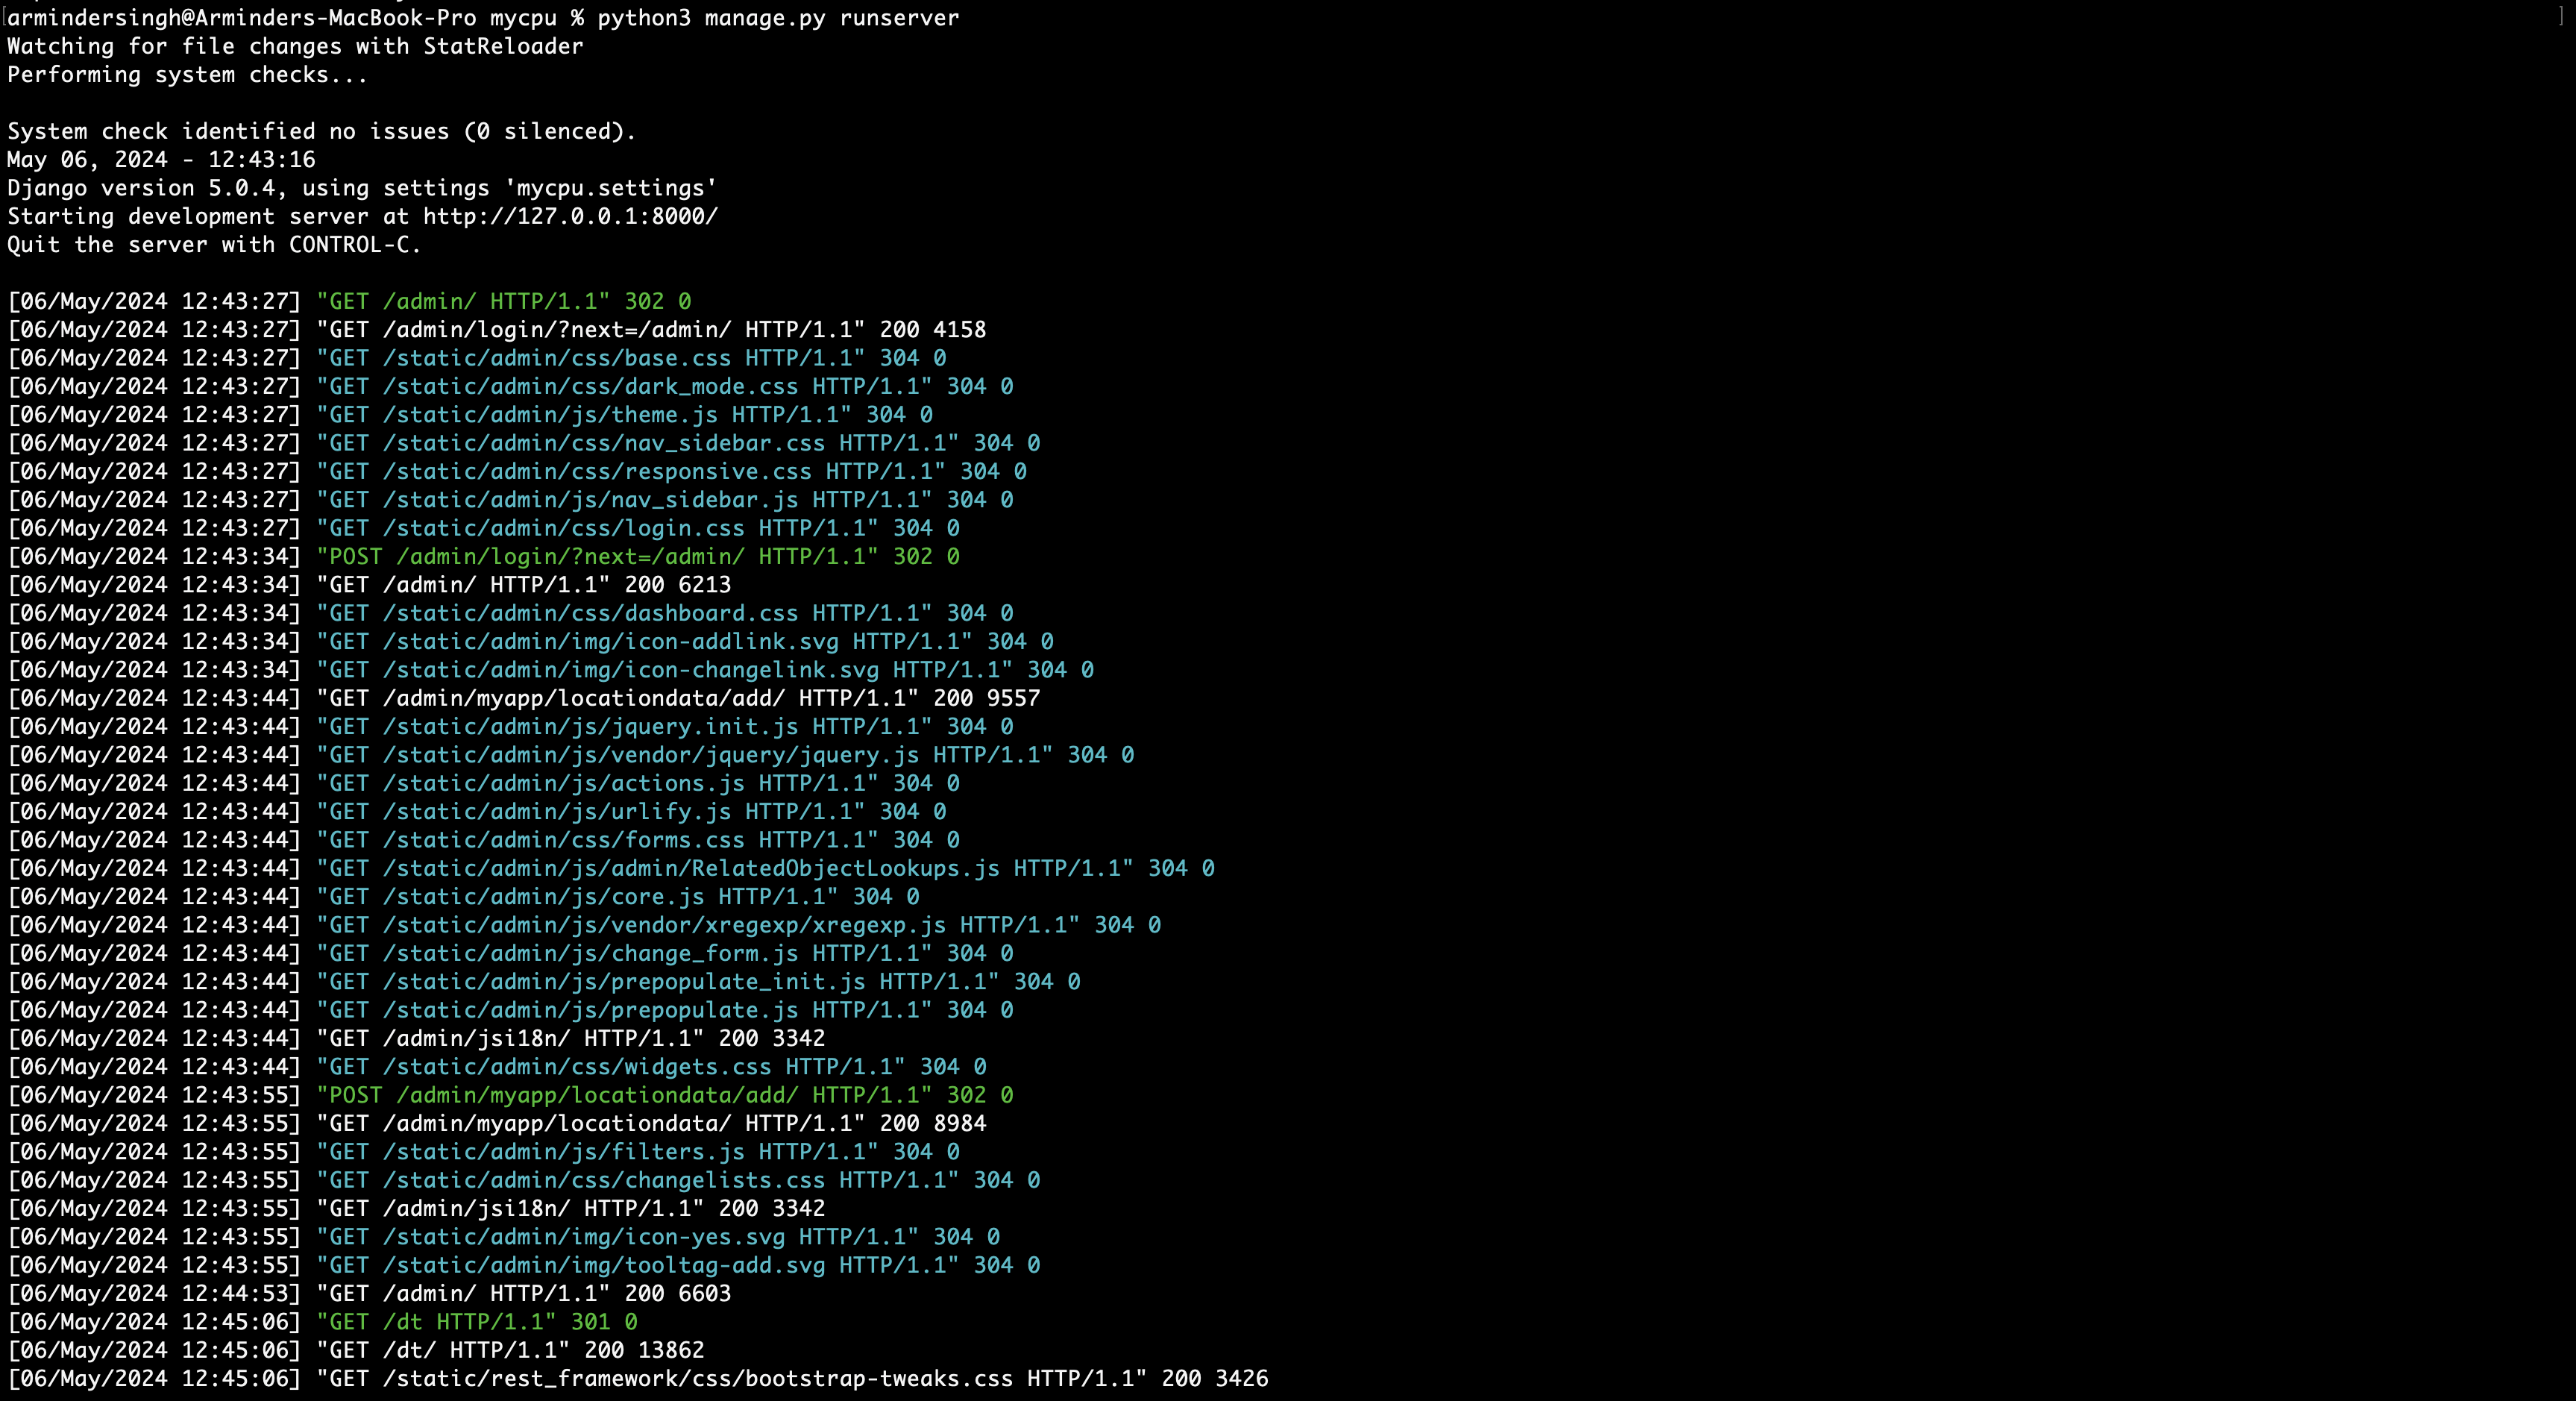 armindersingh@Arminders-MacBook-Pro mycpu % python3 manage.py runserver
Watching for file changes with StatReloader
Performing system checks...
System check identified no issues (0 silenced).
May 06, 2024 - 12:43:16
Django version 5.0.4, using settings 'mycpu.settings'
Starting development server at http://127.0.0.1:8000/
Quit the server with CONTROL-C.
[06/May/2024 12:43:27] "GET /admin/ HTTP/1.1" 302 0
[06/May/2024 12:43:27] "GET /admin/login/?next=/admin/ HTTP/1.1" 200 4158
[06/May/2024 12:43:27] "GET /static/admin/css/base.css HTTP/1.1" 304 0
[06/May/2024 12:43:27] "GET /static/admin/css/dark_mode.css HTTP/1.1" 304 0
[06/May/2024 12:43:27] "GET /static/admin/js/theme.js HTTP/1.1" 304 0
[06/May/2024 12:43:27] "GET /static/admin/css/nav_sidebar.css HTTP/1.1" 304 0
[06/May/2024 12:43:27] "GET /static/admin/css/responsive.css HTTP/1.1" 304 0
[06/May/2024 12:43:27] "GET /static/admin/js/nav_sidebar.js HTTP/1.1" 304 0
[06/May/2024 12:43:27] "GET /static/admin/css/login.css HTTP/1.1" 304 0
[06/May/2024 12:43:34] "POST /admin/login/?next=/admin/ HTTP/1.1" 302 0
[06/May/2024 12:43:34] "GET /admin/ HTTP/1.1" 200 6213
[06/May/2024 12:43:34] "GET /static/admin/css/dashboard.css HTTP/1.1" 304 0
[06/May/2024 12:43:34] "GET /static/admin/img/icon-addlink.svg HTTP/1.1" 304 0
[06/May/2024 12:43:34] "GET /static/admin/img/icon-changelink.svg HTTP/1.1" 304 0
[06/May/2024 12:43:44] "GET /admin/myapp/locationdata/add/ HTTP/1.1" 200 9557
[06/May/2024 12:43:44] "GET /static/admin/js/jquery.init.js HTTP/1.1" 304 0
[06/May/2024 12:43:44] "GET /static/admin/js/vendor/jquery/jquery.js HTTP/1.1" 304 0
[06/May/2024 12:43:44] "GET /static/admin/js/actions.js HTTP/1.1" 304 0
[06/May/2024 12:43:44] "GET /static/admin/js/urlify.js HTTP/1.1" 304 0
[06/May/2024 12:43:44] "GET /static/admin/css/forms.css HTTP/1.1" 304 0
[06/May/2024 12:43:44] "GET /static/admin/js/admin/RelatedObjectLookups.js HTTP/1.1" 304 0
[06/May/2024 12:43:44] "GET /static/admin/js/core.js HTTP/1.1" 304 0
[06/May/2024 12:43:44] "GET /static/admin/js/vendor/xregexp/xregexp.js HTTP/1.1" 304 0
[06/May/2024 12:43:44] "GET /static/admin/js/change_form.js HTTP/1.1" 304 0
[06/May/2024 12:43:44] "GET /static/admin/js/prepopulate_init.js HTTP/1.1" 304 0
[06/May/2024 12:43:44] "GET /static/admin/js/prepopulate.js HTTP/1.1" 304 0
[06/May/2024 12:43:44] "GET /admin/jsi18n/ HTTP/1.1" 200 3342
[06/May/2024 12:43:44] "GET /static/admin/css/widgets.css HTTP/1.1" 304 0
[06/May/2024 12:43:55] "POST /admin/myapp/locationdata/add/ HTTP/1.1" 302 0
[06/May/2024 12:43:55] "GET /admin/myapp/locationdata/ HTTP/1.1" 200 8984
[06/May/2024 12:43:55] "GET /static/admin/js/filters.js HTTP/1.1" 304 0
[06/May/2024 12:43:55] "GET /static/admin/css/changelists.css HTTP/1.1" 304 0
[06/May/2024 12:43:55] "GET /admin/jsi18n/ HTTP/1.1" 200 3342
[06/May/2024 12:43:55] "GET /static/admin/img/icon-yes.svg HTTP/1.1" 304 0
[06/May/2024 12:43:55] "GET /static/admin/img/tooltag-add.svg HTTP/1.1" 304 0
[06/May/2024 12:44:53] "GET /admin/ HTTP/1.1" 200 6603
[06/May/2024 12:45:06] "GET /dt HTTP/1.1" 301 0
[06/May/2024 12:45:06] "GET /dt/ HTTP/1.1" 200 13862
[06/May/2024 12:45:06] "GET /static/rest_framework/css/bootstrap-tweaks.css HTTP/1.1" 200 3426